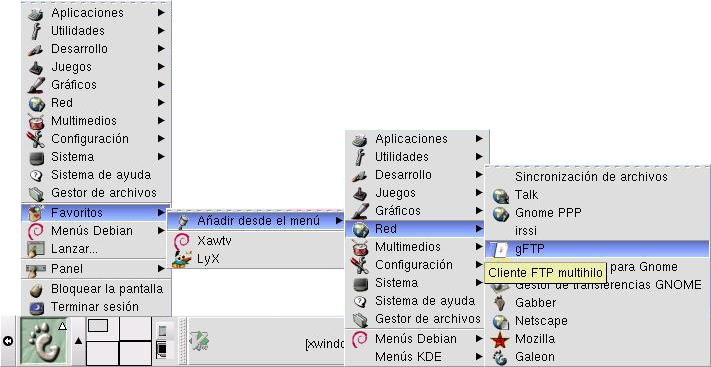 Aplicaciones
Utilidades
Desarrollo
Juegos
Gráficos
Red
Multimedios
Configuración
Sistema
Sistema de ayuda
Gestor de archivos
Favoritos
Menús Debian
Lanzar...
Panel
Bloquear la pantalla
Terminar sesión
Añadir desde el menú
Xawtv
LyX
Aplicaciones
Utilidades
Desarrollo
Juegos
Gráficos
Red
Multimedios
Configuración
Sistema
Sistema de ayuda
Gestor de archivos
Menús Debian
Menús KDE
Sincronización de archivos
Talk
Gnome PPP
irssi
gFTP
para Gnome
Cliente FTP multihilo
Gestor de transferencias GNOME
Gabber
Netscape
Mozilla
Galeon
[xwindo